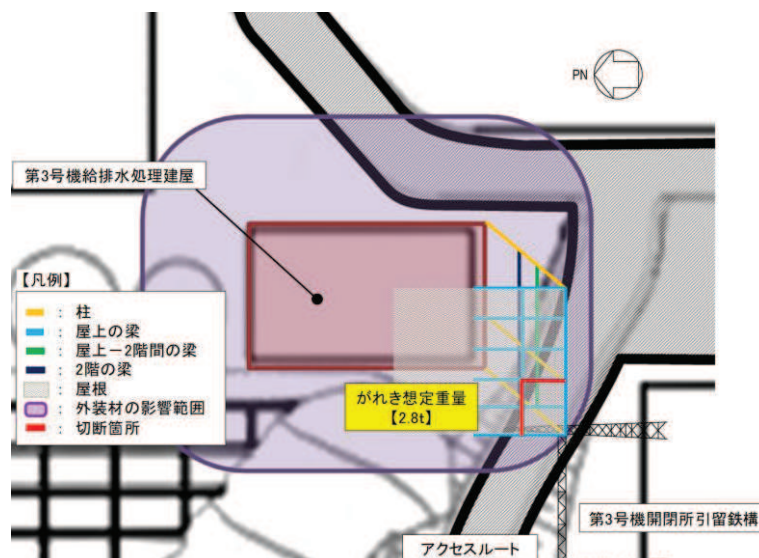 PN
第3号機給排水処理建屋
【凡例】
: 柱
: 屋上の梁
: 屋上ー2階間の梁
: 2階の梁
: 屋根
: 外装材の影響範囲
: 切断箇所
がれき想定重量
【2.8t】
第3号機開閉所引留鉄構
アクセスルート